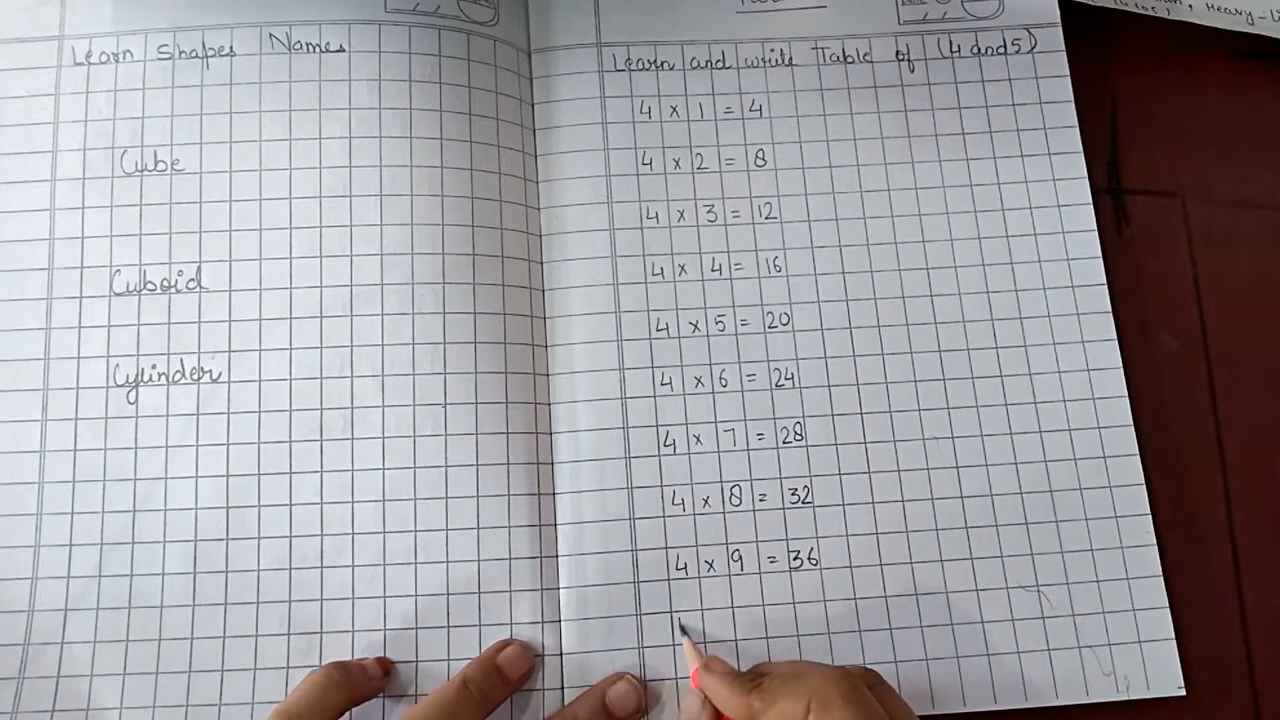 Learn Shapes Names
Cube
Cuboid
Cylinder
Learn and write Table of (4 and 5)
4 x 1 = 4
4 x 2 = 8
4 x 3 = 12
4 x 4 = 16
4 x 5 = 20
4 x 6 = 24
4 x 7 = 28
4 x 8 = 32
4 x 9 = 36